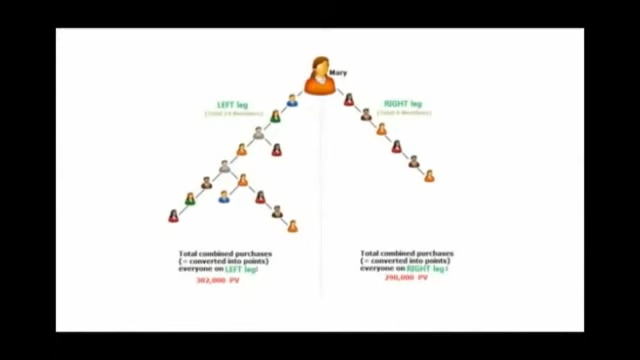 Mary
LEFT leg
RIGHT leg
Total combined purchases
(= converted into points)
everyone on LEFT leg:
302,000 PV
Total combined purchases
(= converted into points)
everyone on RIGHT leg:
290,000 PV